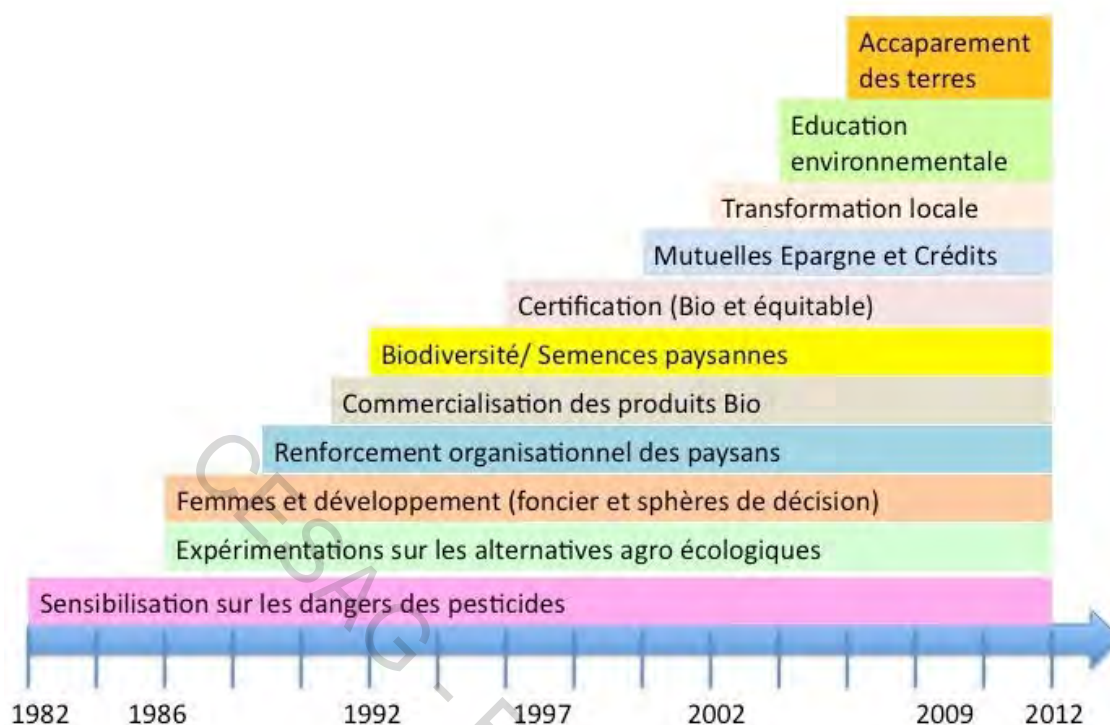 Accaparement
des terres
Education
environnementale
Transformation locale
Mutuelles Epargne et Crédits
Certification (Bio et équitable)
Biodiversité/ Semences paysannes
Commercialisation des produits Bio
Renforcement organisationnel des paysans
Femmes et développement (foncier et sphères de décision)
Expérimentations sur les alternatives agro écologiques
Sensibilisation sur les dangers des pesticides
1982 1986 1992 1997 2002 2009 2012
CESAG -